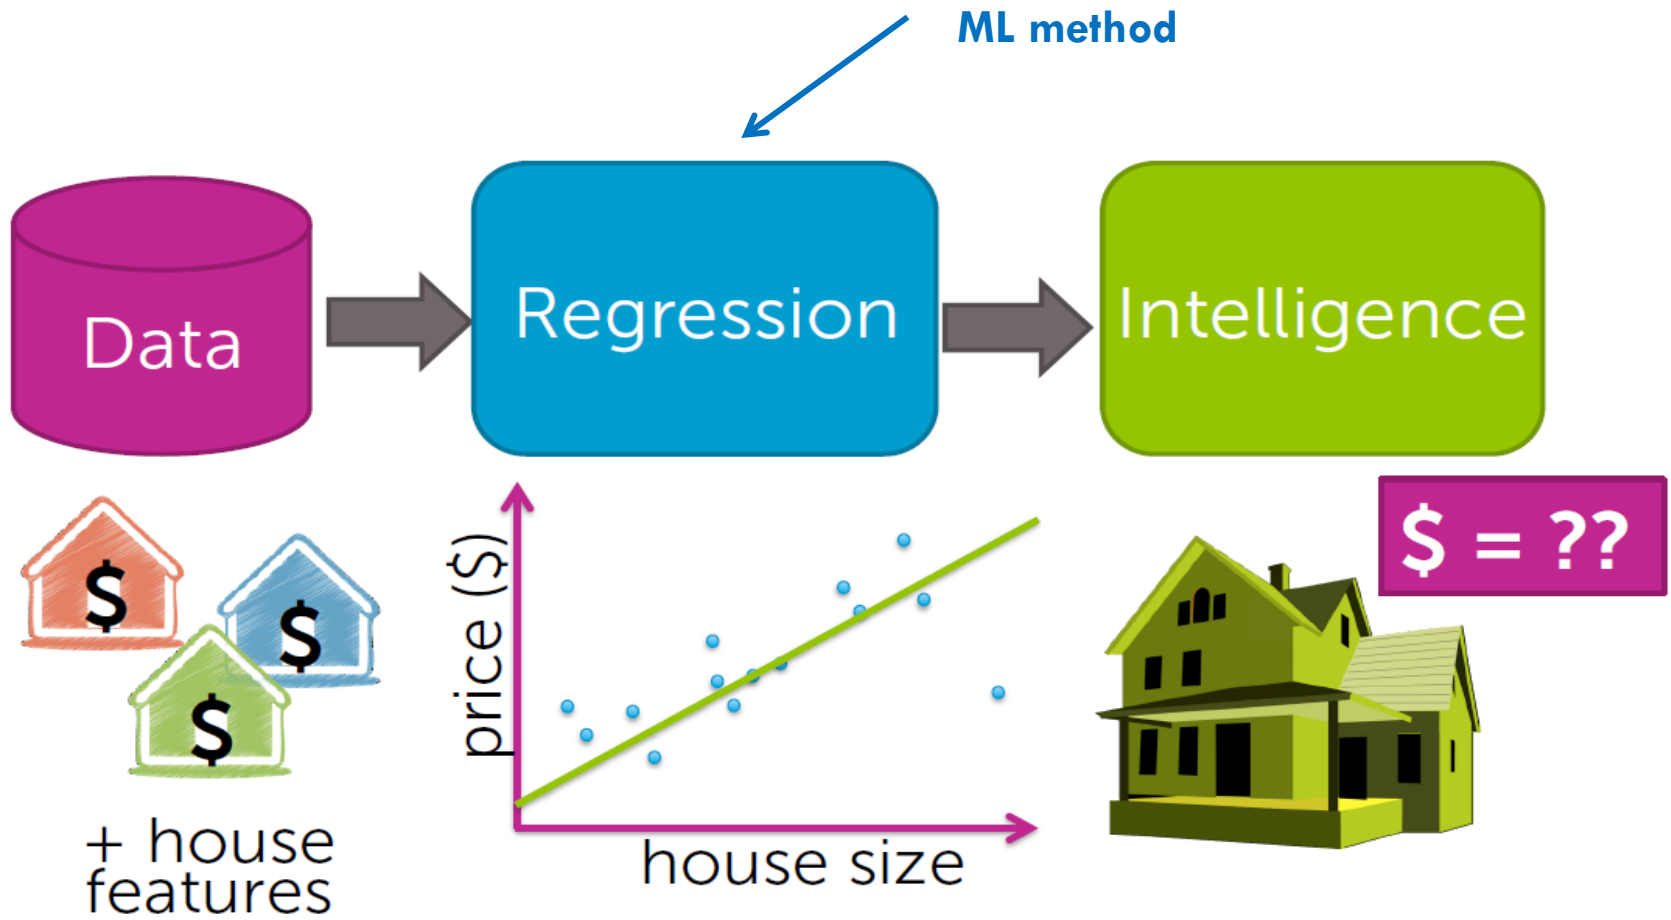 ML method
Data
Regression
Intelligence
$
$
$
+ house
features
price ($)
house size
$ = ??